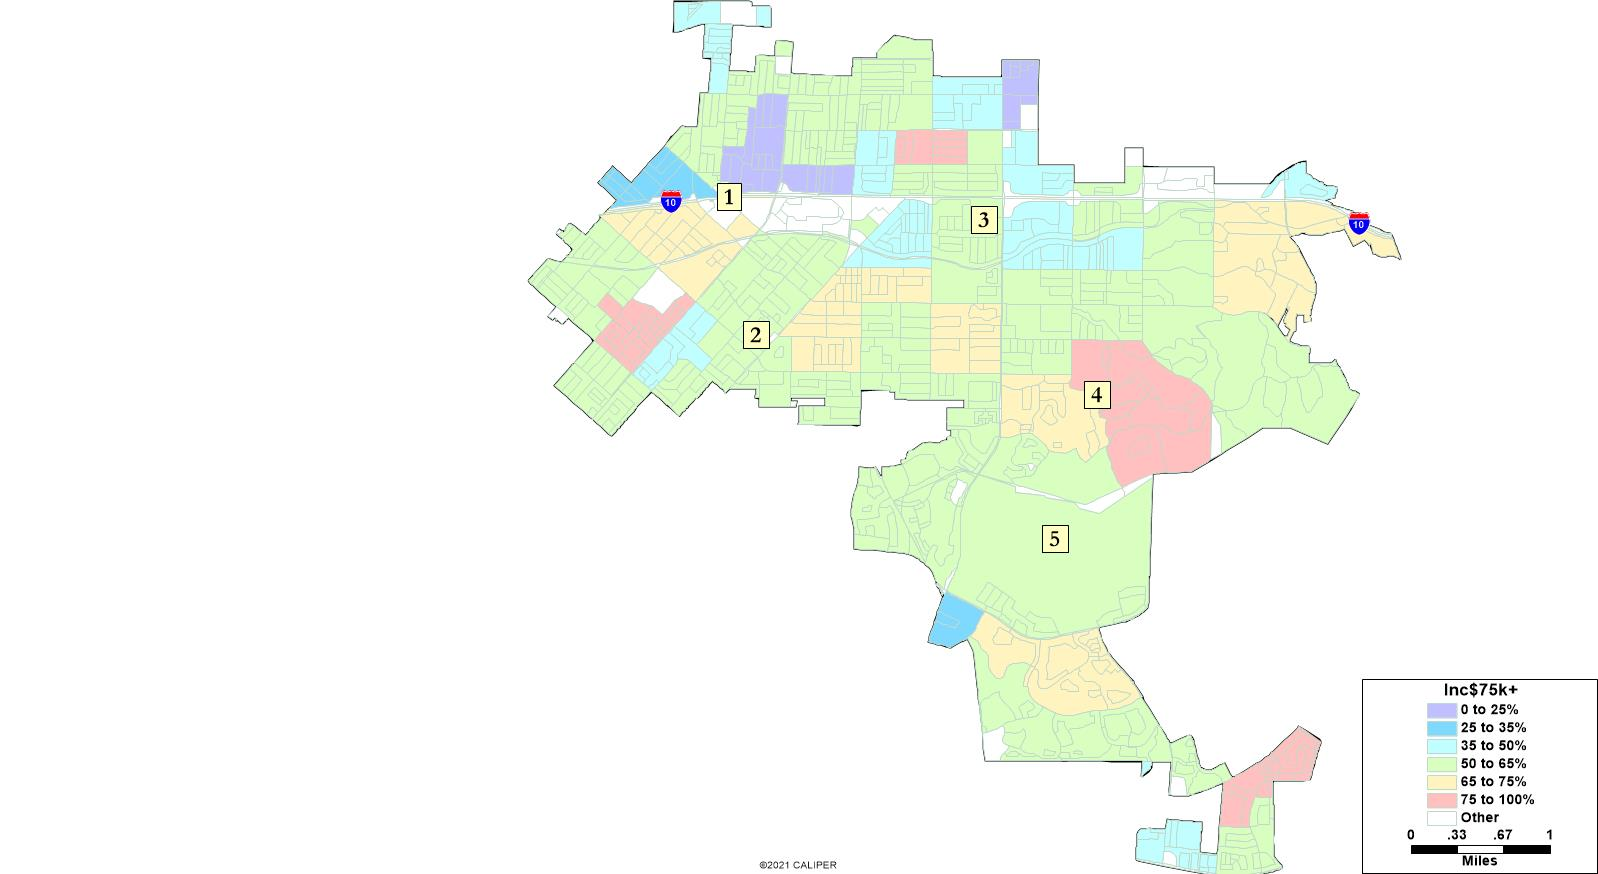 1
10
3
10
2
4
5
Inc$75k+
0 to 25%
25 to 35%
35 to 50%
50 to 65%
65 to 75%
75 to 100%
Other
0 .33 .67 1
Miles
©2021 CALIPER